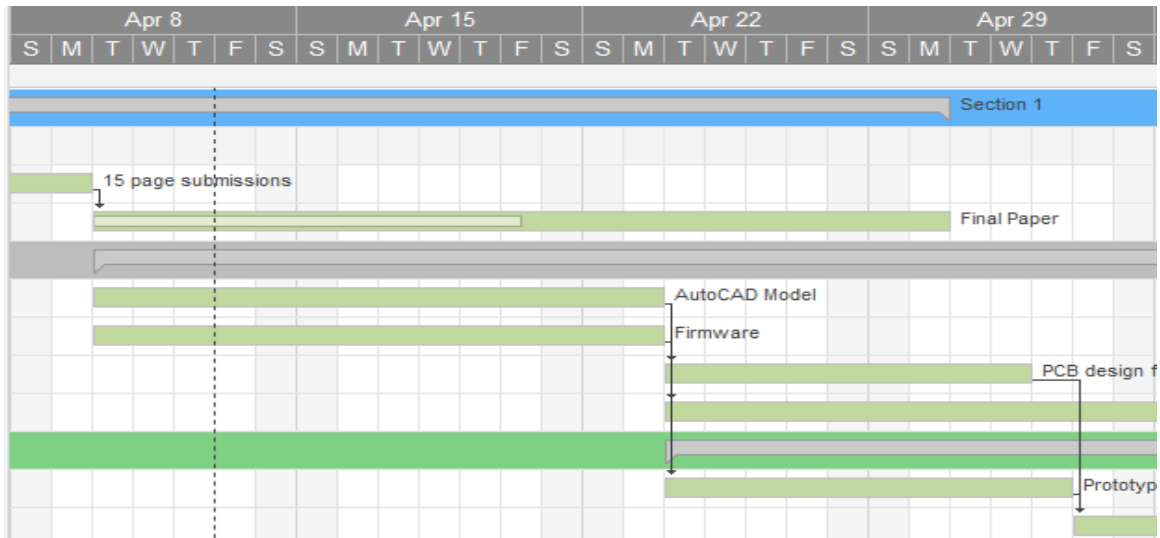 Apr 8 Apr 15 Apr 22 Apr 29
S M T W T F S S M T W T F S S M T W T F S S M T W T F S
Section 1
15 page submissions
Final Paper
AutoCAD Model
Firmware
PCB design f
Prototyp